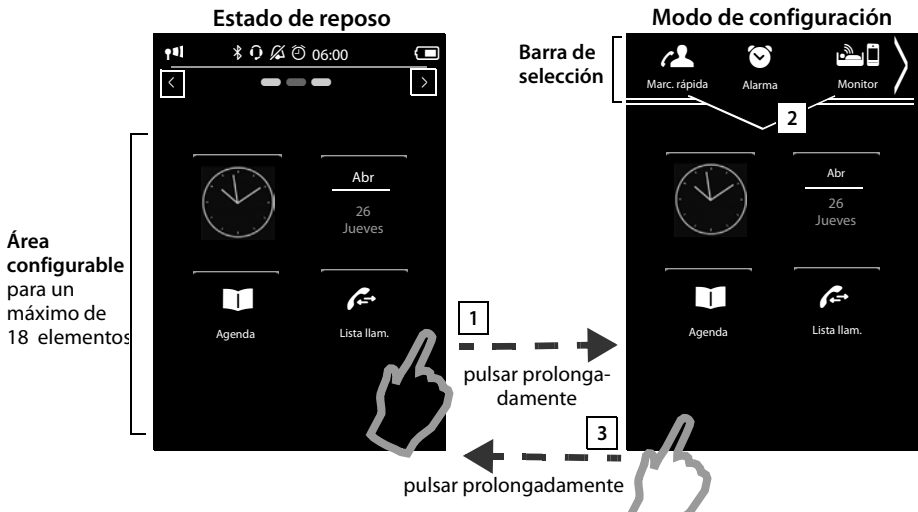 Estado de reposo
06:00
Área
configurable
para un
máximo de
18 elementos
Abr
26
Jueves
Agenda
Lista llam.
1
pulsar prolonga-
damente
3
pulsar prolongadamente
Modo de configuración
Barra de
selección
Marc. rápida
Alarma
Monitor
2
Abr
26
Jueves
Agenda
Lista llam.